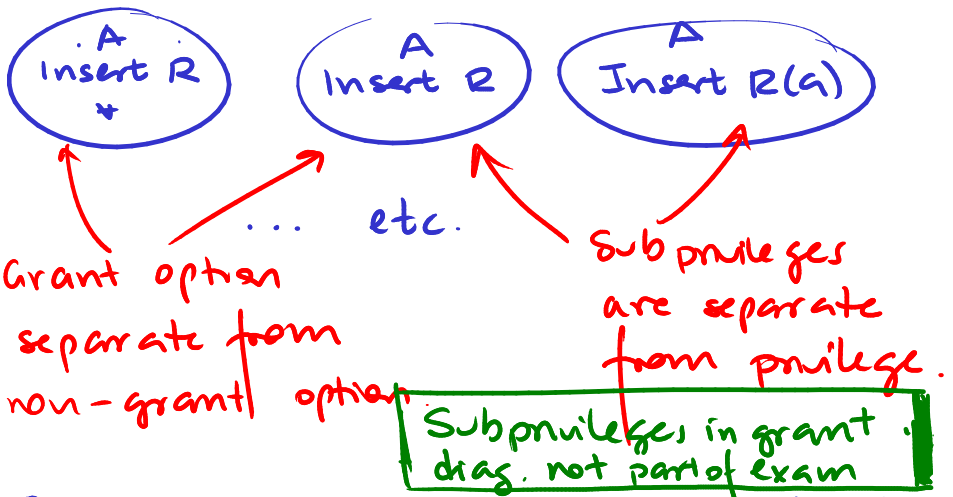 A
Insert R
*
A
Insert R
A
Insert R(a)
... etc.
Grant option
separate from
non-grant option
Subprivileges
are separate
from privilege.
Subprivileges in grant
diag. not part of exam